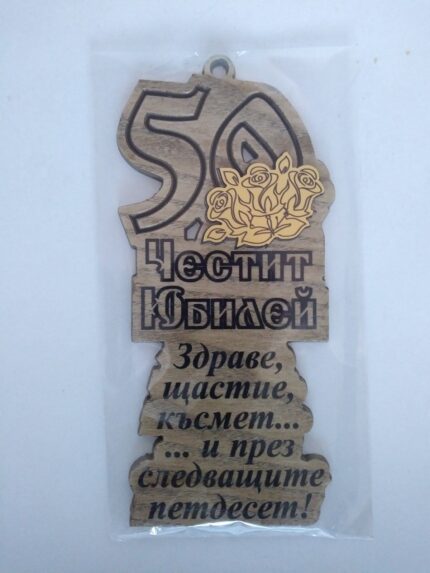 50
Честит
Юбилей
Здраве,
щастие,
късмет...
... и през
следващите
петдесет!